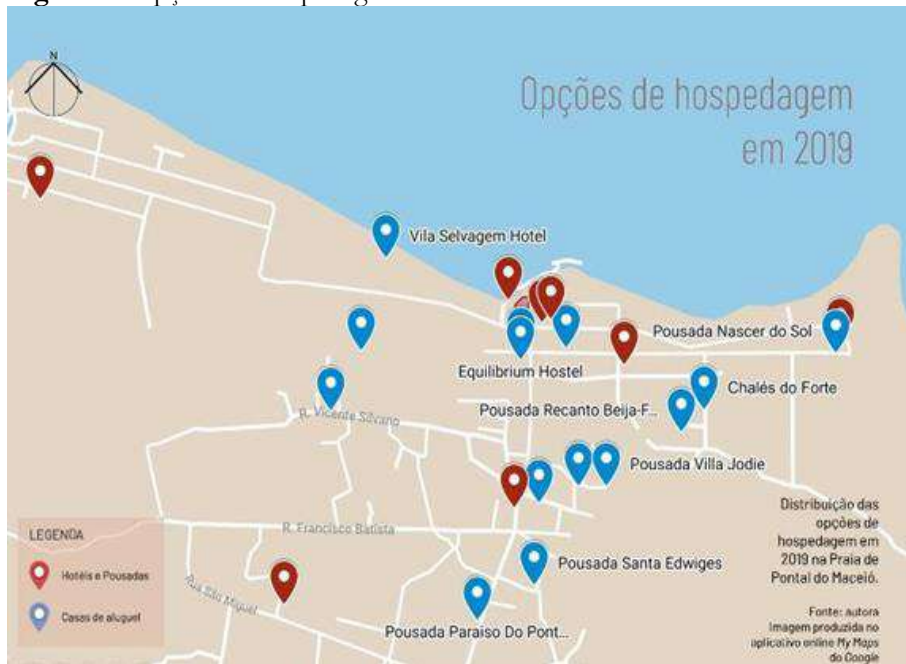 N
Opções de hospedagem
em 2019
Vila Selvagem Hotel
Pousada Nascer do Sol
Equilibrium Hostel
Chalés do Forte
Pousada Recanto Beija-F...
R. Vicente Silvano
Pousada Villa Jodie
Distribuição das
opções de
hospedagem em
2019 na Praia de
Pontal do Maceió.
LEGENDA
R. Francisco Batista
Hotéis e Pousadas
Pousada Santa Edwiges
Rua São Miguel
Casas de aluguel
Pousada Paraiso Do Pont...
Fonte: autora
Imagem produzida no
aplicativo online My Maps
do Google